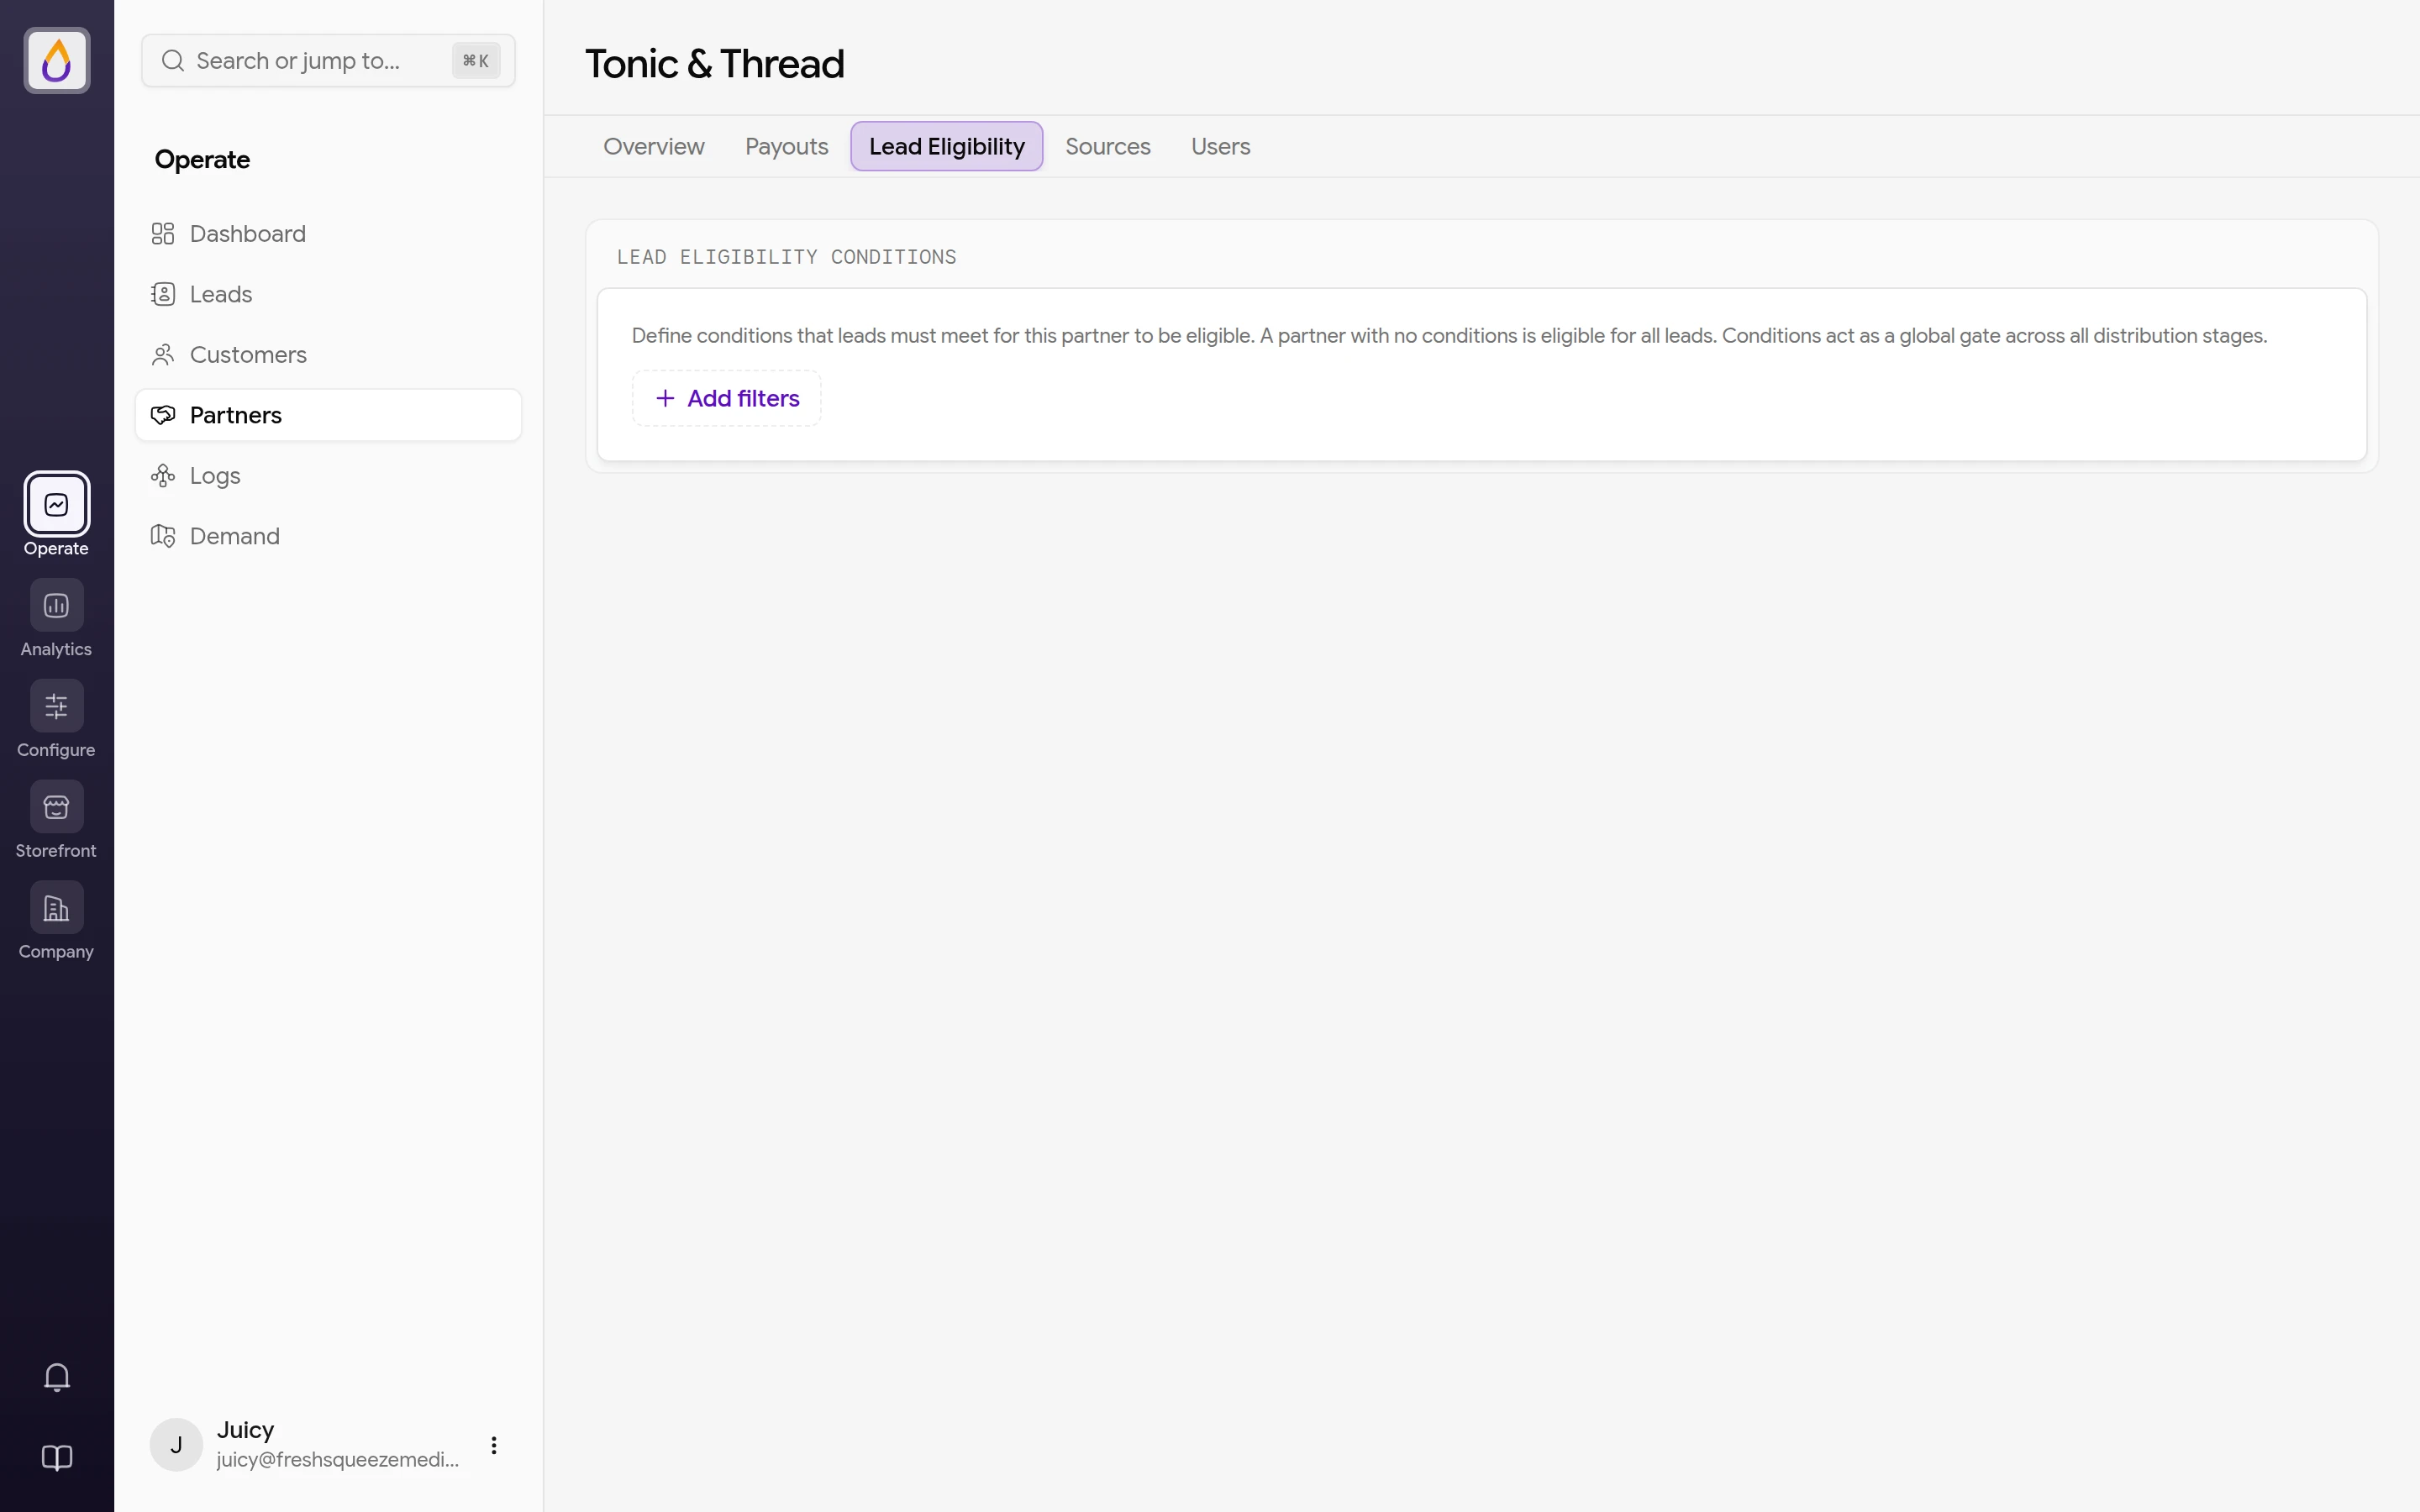 Search or jump to...
⌘K
Operate
Dashboard
Leads
Customers
Partners
Logs
Demand
Operate
Analytics
Configure
Storefront
Company
J
Juicy
juicy@freshsqueezemedi...
Tonic & Thread
Overview
Payouts
Lead Eligibility
Sources
Users
LEAD ELIGIBILITY CONDITIONS
Define conditions that leads must meet for this partner to be eligible. A partner with no conditions is eligible for all leads. Conditions act as a global gate across all distribution stages.
+ Add filters